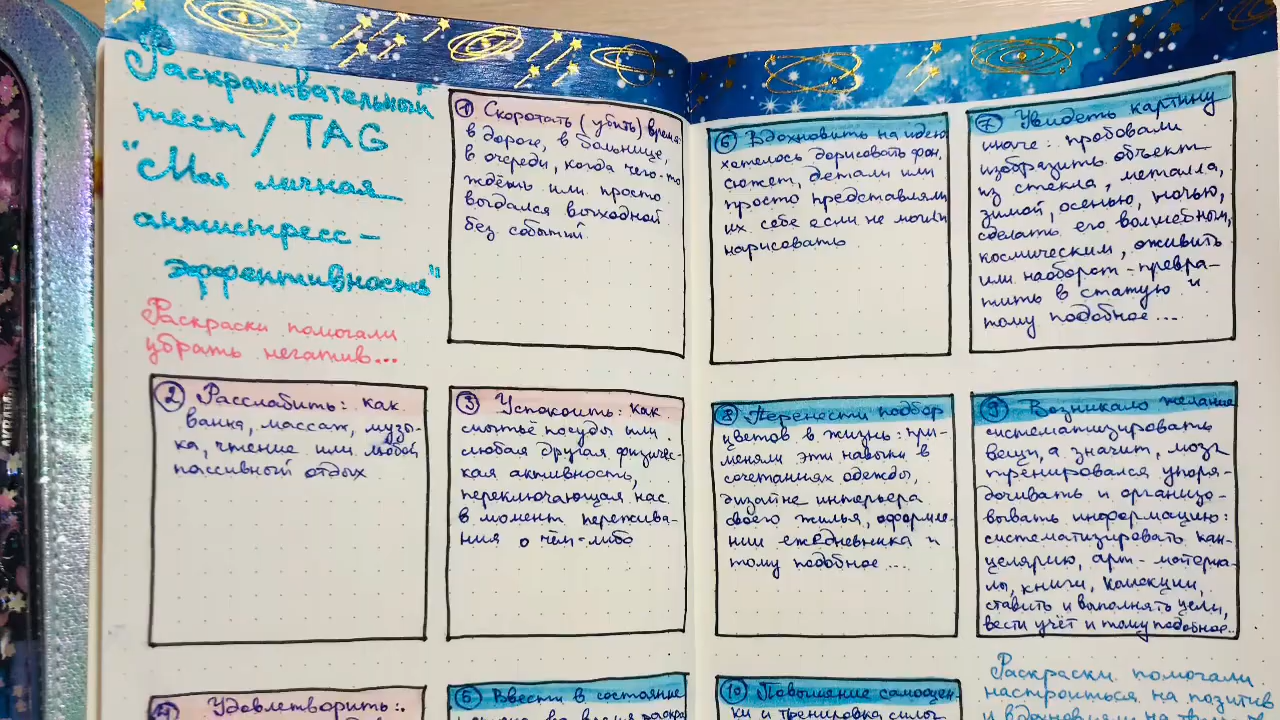 Раскрашивательный
тест / TAG
"Моя личная
антистресс-
эффективность"
Раскраски помогали
убрать негатив...
1 Скоротать (убить) время:
в дороге, в больнице,
в очереди, когда чего-то
ждёшь или просто
выдался выходной
без событий.
2 Расслабить: как
ванна, массаж, музы-
ка, чтение или любой
пассивный отдых
3 Успокоить: как
мытьё посуды или
любая другая физичес-
кая активность,
переключающая нас
в момент пережива-
ния о чём-либо
4 Удовлетворить:
5 Ввести в состояние
6 Вдохновить на идею
хотелось дорисовать фон,
сюжет, детали или
просто представляли
их себе если не могли
нарисовать
7 Увидеть картину
иначе: пробовали
изобразить объект
из стекла, металла,
зимой, осенью, ночью,
сделать его волшебным,
космическим, оживить
или наоборот - превра-
тить в статую и
тому подобное...
8 Перенести подбор
цветов в жизнь: при-
меняли эти навыки в
сочетаниях одежды,
дизайне интерьера
своего жилья, оформле-
нии ежедневника и
тому подобное...
9 Возникало желание
систематизировать
вещи, а значит, мозг
тренировался упоря-
дочивать и организо-
вывать информацию:
систематизировать кан-
целярию, арт-материа-
лы, книги, колекции,
ставить и выполнять цели,
вести учёт и тому подобное..
10 Повышение самооцен-
ки и тренировка силы
Раскраски помогали
настроиться на позитив